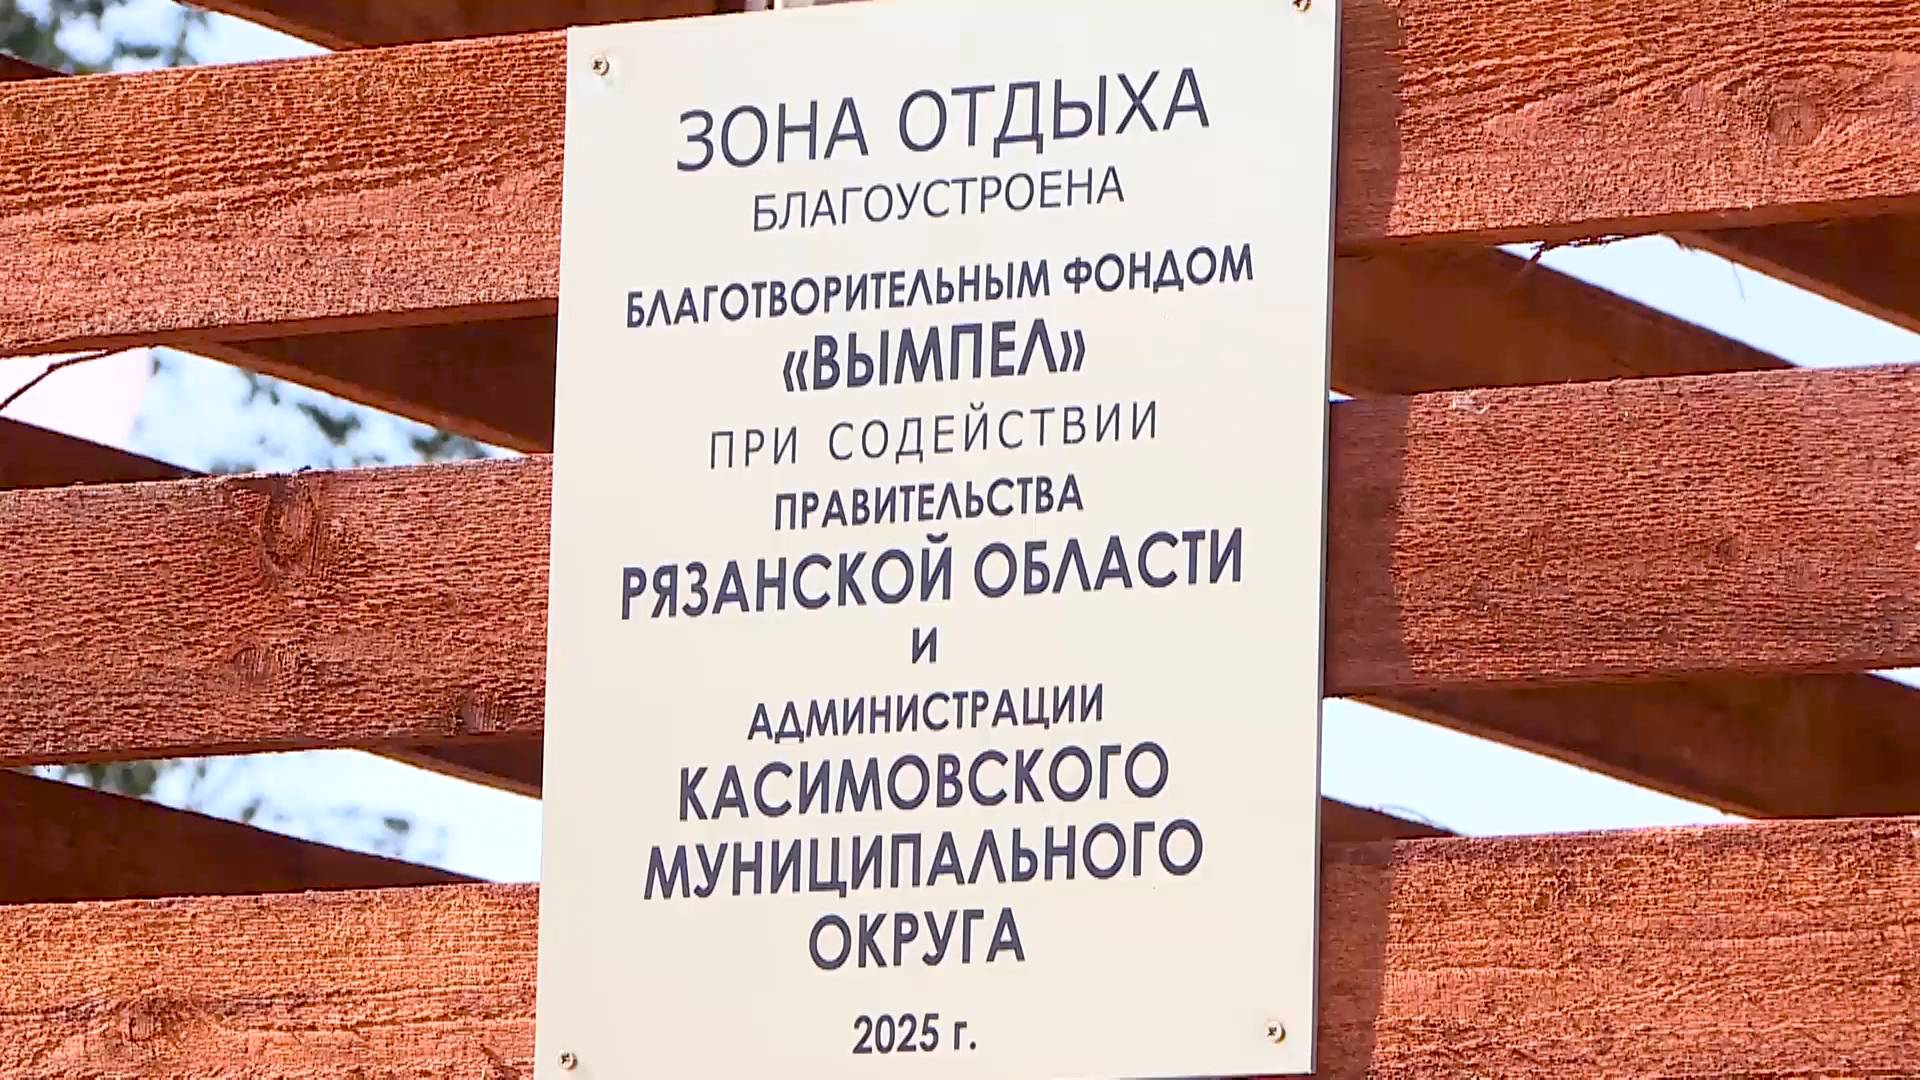 ЗОНА ОТДЫХА
БЛАГОУСТРОЕНА
БЛАГОТВОРИТЕЛЬНЫМ ФОНДОМ
«ВЫМПЕЛ»
ПРИ СОДЕЙСТВИИ
ПРАВИТЕЛЬСТВА
РЯЗАНСКОЙ ОБЛАСТИ
И
АДМИНИСТРАЦИИ
КАСИМОВСКОГО
МУНИЦИПАЛЬНОГО
ОКРУГА
2025 г.